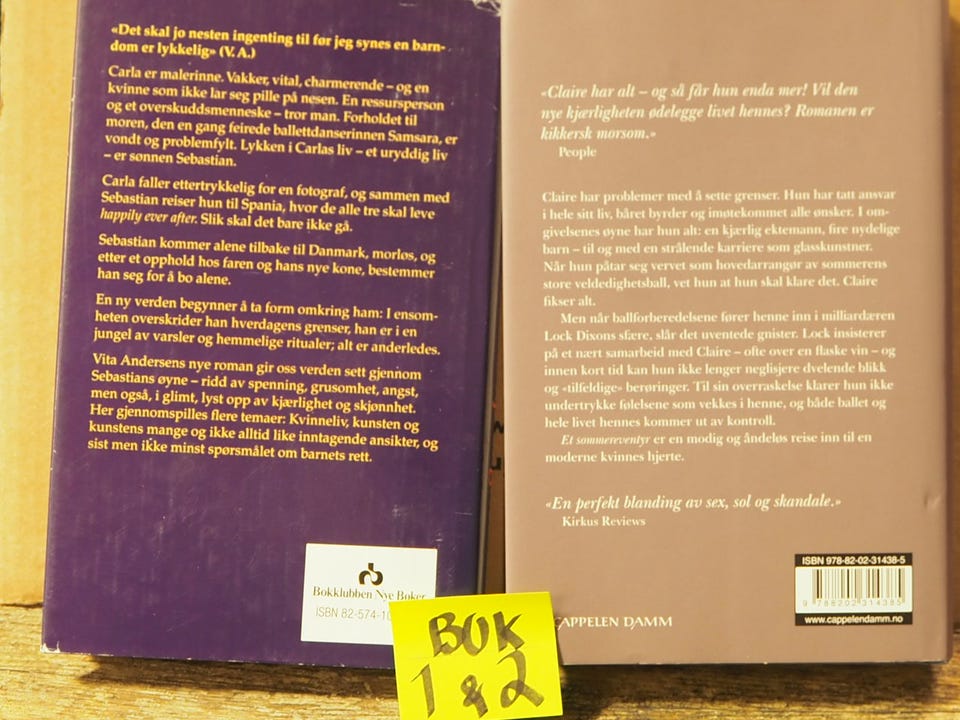 «Det skal jo nesten ingenting til før jeg synes en barn-
dom er lykkelig» (V. A.)
Carla er malerinne. Vakker, vital, charmerende – og en
kvinne som ikke lar seg pille på nesen. En ressursperson
og et overskuddsmenneske – tror man. Forholdet til
moren, den en gang feirede ballettdanserinnen Samsara, er
vondt og problemfylt. Lykken i Carlas liv – et uryddig liv
– er sønnen Sebastian.
Carla faller ettertrykkelig for en fotograf, og sammen med
Sebastian reiser hun til Spania, hvor de alle tre skal leve
happily ever after. Slik skal det bare ikke gå.
Sebastian kommer alene tilbake til Danmark, morløs, og
etter et opphold hos faren og hans nye kone, bestemmer
han seg for å bo alene.
En ny verden begynner å ta form omkring ham: I ensom-
heten overskrider han hverdagens grenser, han er i en
jungel av varsler og hemmelige ritualer; alt er anderledes.
Vita Andersens nye roman gir oss verden sett gjennom
Sebastians øyne – ridd av spenning, grusomhet, angst,
men også, i glimt, lyst opp av kjærlighet og skjønnhet.
Her gjennomspilles flere temaer: Kvinneliv, kunsten og
kunstens mange og ikke alltid like inntagende ansikter, og
sist men ikke minst spørsmålet om barnets rett.
Bokklubben Nye Bøker
ISBN 82-574-10
«Claire har alt – og så får hun enda mer! Vil den
nye kjærligheten ødelegge livet hennes? Romanen er
kikkersk morsom.»
People
Claire har problemer med å sette grenser. Hun har tatt ansvar
i hele sitt liv, båret byrder og imøtekommet alle ønsker. I om-
givelsenes øyne har hun alt: en kjærlig ektemann, fire nydelige
barn – til og med en strålende karriere som glasskunstner.
Når hun påtar seg vervet som hovedarrangør av sommerens
store veldedighetsball, vet hun at hun skal klare det. Claire
fikser alt.
Men når ballforberedelsene fører henne inn i milliardæren
Lock Dixons sfære, slår det uventede gnister. Lock insisterer
på et nært samarbeid med Claire – ofte over en flaske vin – og
innen kort tid kan hun ikke lenger neglisjere dvelende blikk
og «tilfeldige» berøringer. Til sin overraskelse klarer hun ikke
undertrykke følelsene som vekkes i henne, og både ballet og
hele livet hennes kommer ut av kontroll.
Et sommereventyr er en modig og åndeløs reise inn til en
moderne kvinnes hjerte.
«En perfekt blanding av sex, sol og skandale.»
Kirkus Reviews
ISBN 978-82-02-31438-5
9 788202 314385
www.cappelendamm.no
CAPPELEN DAMM
BOK
1 & 2